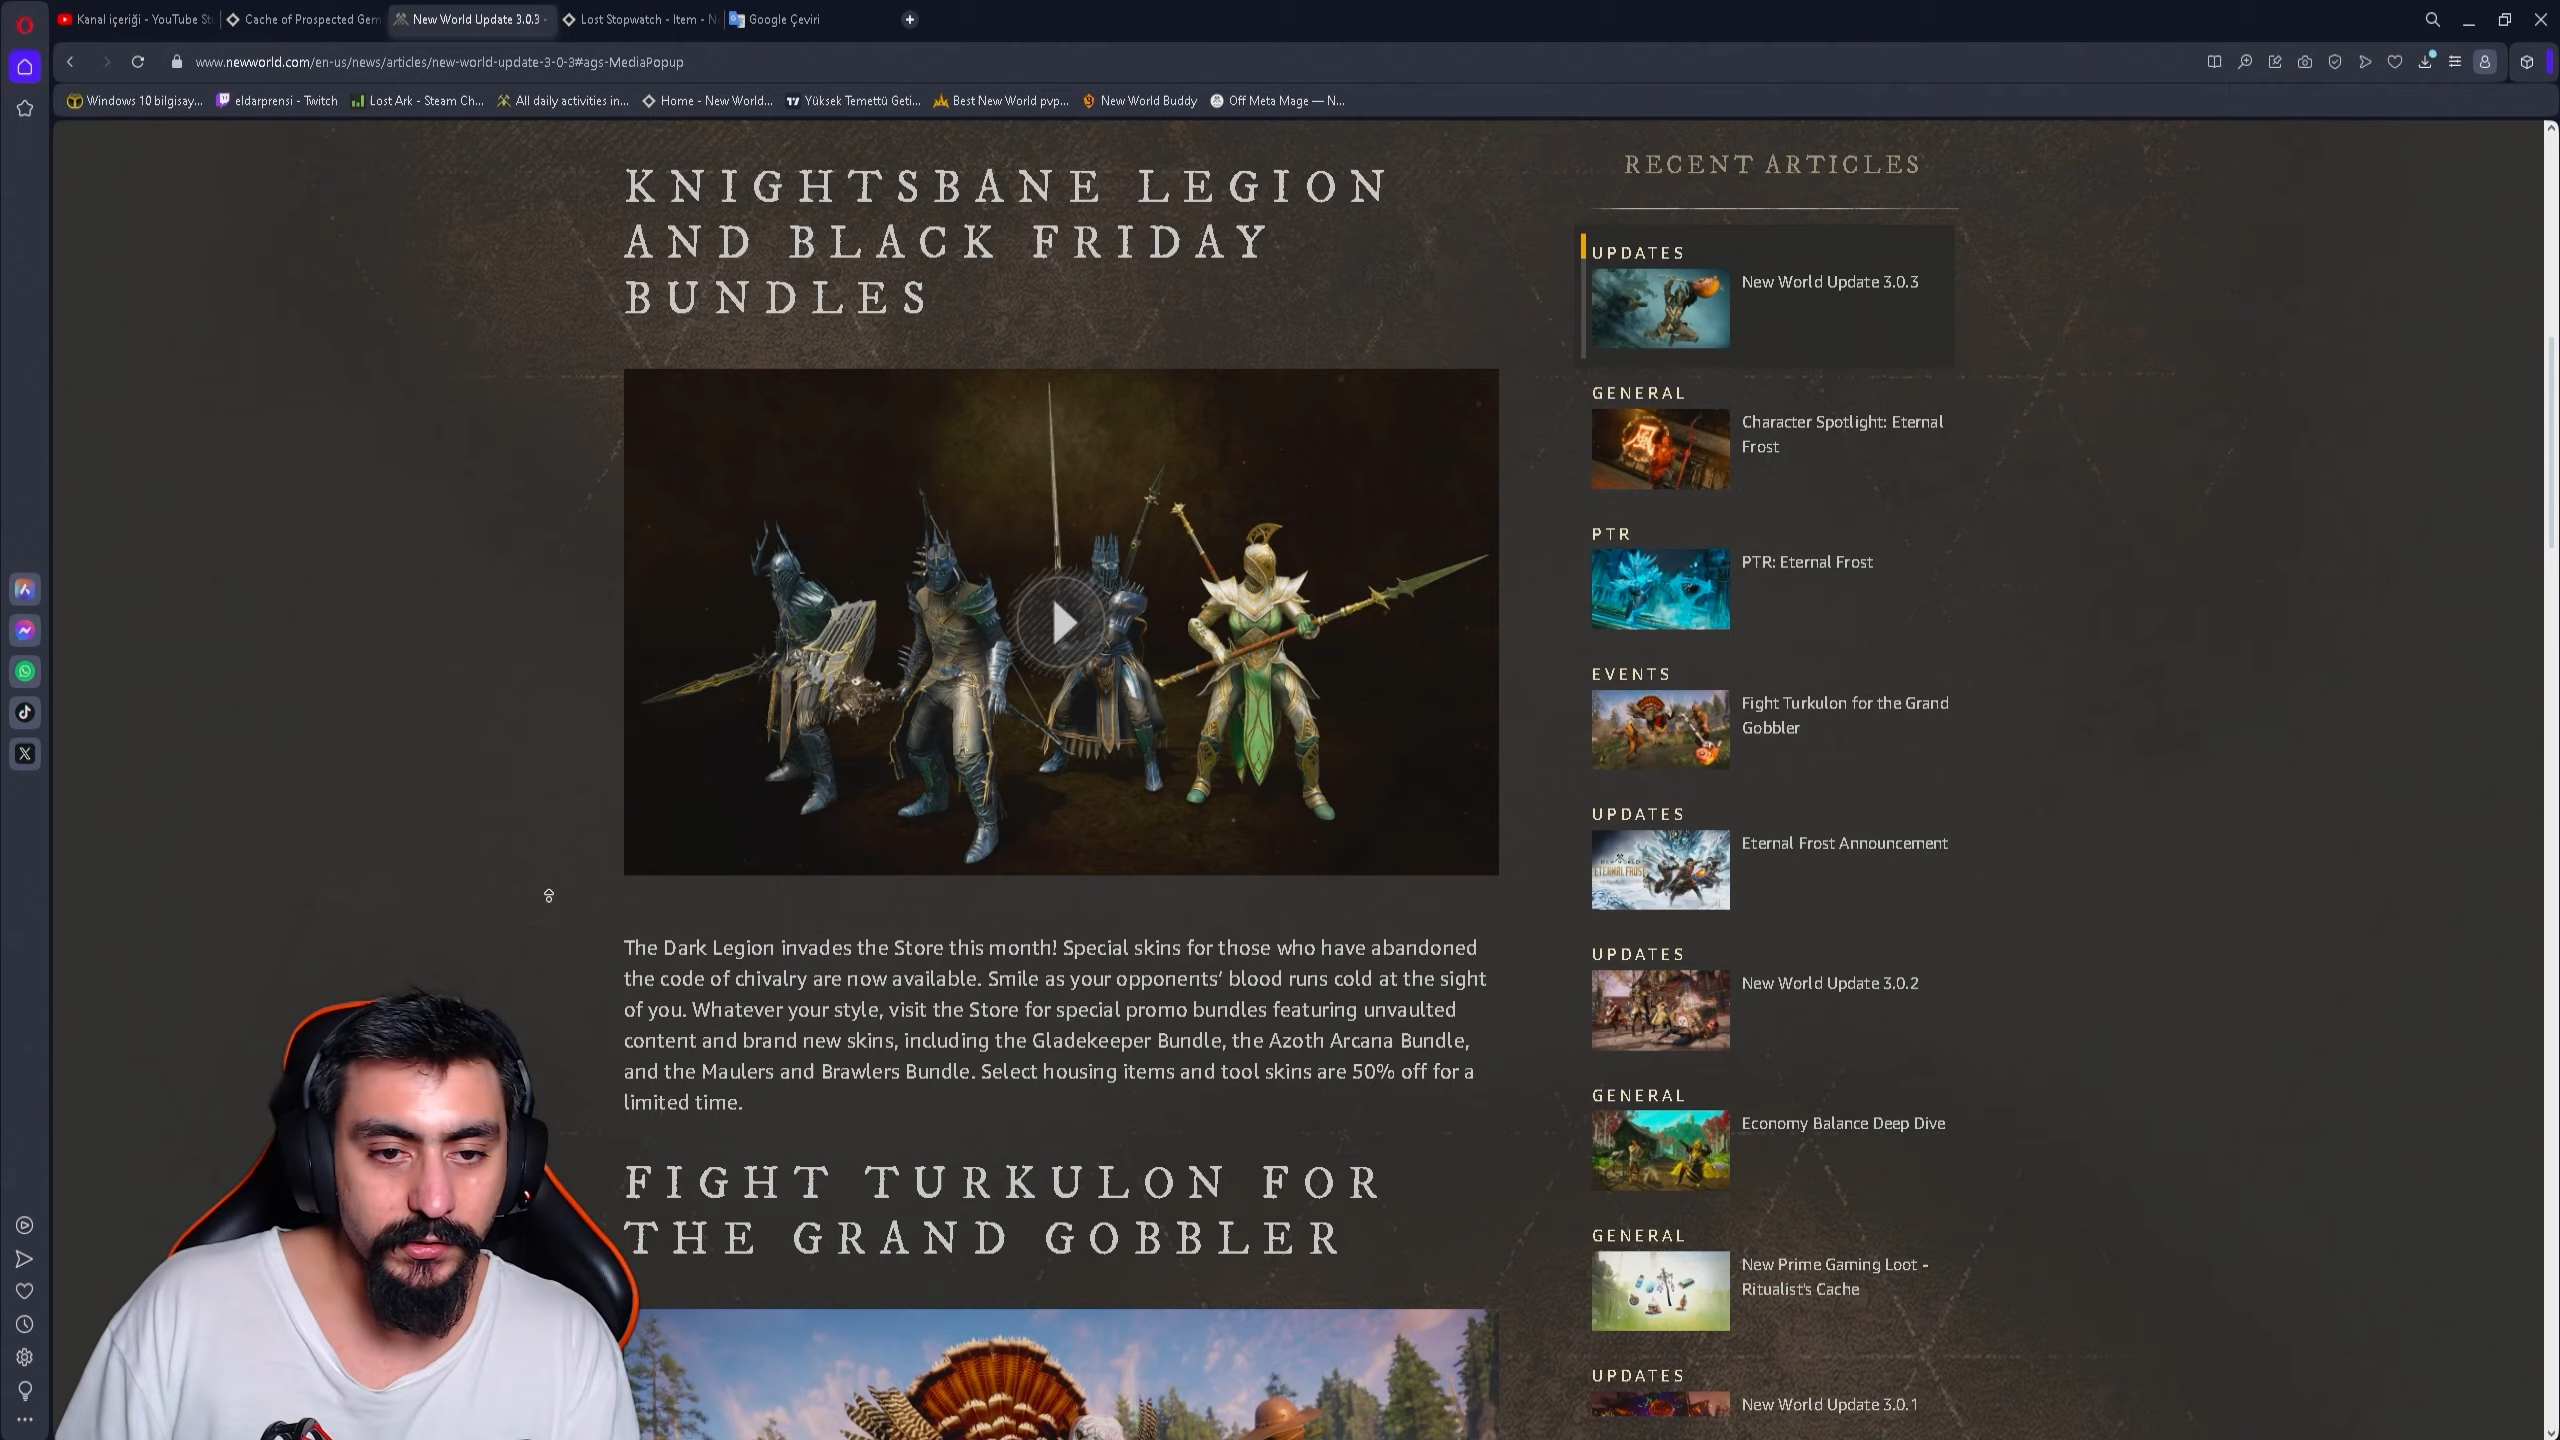 Kanal içeriği - YouTube St
Cache of Prospected Gem
New World Update 3.0.3 -
Lost Stopwatch - Item - N
Google Çeviri
www.newworld.com/en-us/news/articles/new-world-update-3-0-3#ags-MediaPopup
Windows 10 bilgisay...
eldarprensi - Twitch
Lost Ark - Steam Ch...
All daily activities in...
Home - New World...
Yüksek Temettü Geti...
Best New World pvp...
New World Buddy
Off Meta Mage — N...
KNIGHTSBANE LEGION
AND BLACK FRIDAY
BUNDLES
The Dark Legion invades the Store this month! Special skins for those who have abandoned
the code of chivalry are now available. Smile as your opponents’ blood runs cold at the sight
of you. Whatever your style, visit the Store for special promo bundles featuring unvaulted
content and brand new skins, including the Gladekeeper Bundle, the Azoth Arcana Bundle,
and the Maulers and Brawlers Bundle. Select housing items and tool skins are 50% off for a
limited time.
FIGHT TURKULON FOR
THE GRAND GOBBLER
RECENT ARTICLES
UPDATES
New World Update 3.0.3
GENERAL
Character Spotlight: Eternal
Frost
PTR
PTR: Eternal Frost
EVENTS
Fight Turkulon for the Grand
Gobbler
UPDATES
NEW WORLD
ETERNAL FROST
Eternal Frost Announcement
UPDATES
New World Update 3.0.2
GENERAL
Economy Balance Deep Dive
GENERAL
New Prime Gaming Loot -
Ritualist's Cache
UPDATES
New World Update 3.0.1